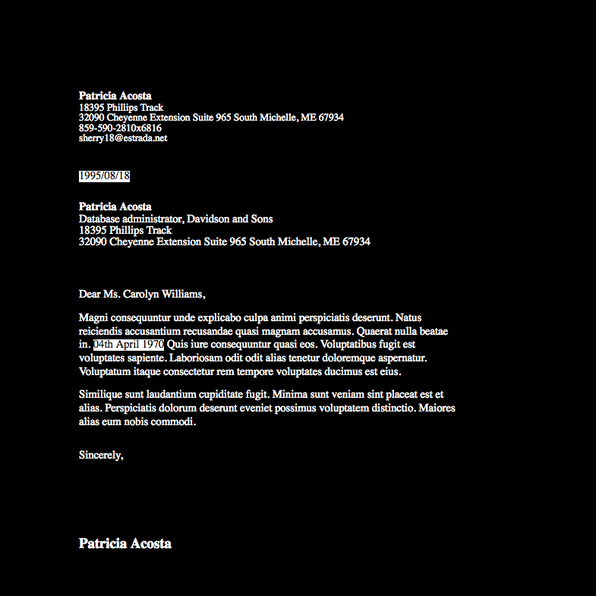 Patricia Acosta
18395 Phillips Track
32090 Cheyenne Extension Suite 965 South Michelle, ME 67934
859-590-2810x6816
sherry18@estrada.net
1995/08/18
Patricia Acosta
Database administrator, Davidson and Sons
18395 Phillips Track
32090 Cheyenne Extension Suite 965 South Michelle, ME 67934
Dear Ms. Carolyn Williams,
Magni consequuntur unde explicabo culpa animi perspiciatis deserunt. Natus
reiciendis accusantium recusandae quasi magnam accusamus. Quaerat nulla beatae
in. 04th April 1970 Quis iure consequuntur quasi eos. Voluptatibus fugit est
voluptates sapiente. Laboriosam odit odit alias tenetur doloremque aspernatur.
Voluptatum itaque consectetur rem tempore voluptates ducimus est eius.
Similique sunt laudantium cupiditate fugit. Minima sunt veniam sint placeat est et
alias. Perspiciatis dolorum deserunt eveniet possimus voluptatem distinctio. Maiores
alias eum nobis commodi.
Sincerely,
Patricia Acosta